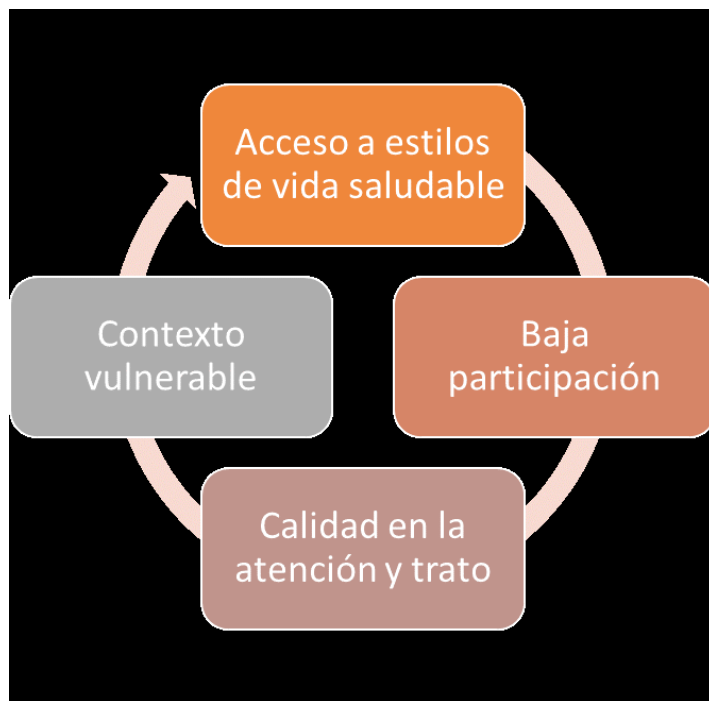 Acceso a estilos
de vida saludable
Baja
participación
Calidad en la
atención y trato
Contexto
vulnerable